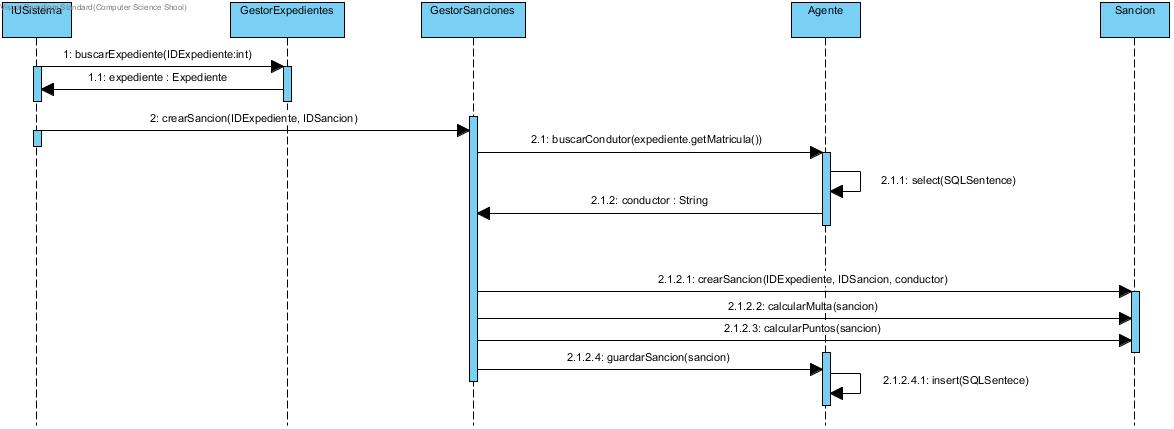 Standard(Computer Science Shool)
IUSistema
GestorExpedientes
GestorSanciones
Agente
Sancion
1: buscarExpediente(IDExpediente:int)
1.1: expediente : Expediente
2: crearSancion(IDExpediente, IDSancion)
2.1: buscarCondutor(expediente.getMatricula())
2.1.1: select(SQLSentence)
2.1.2: conductor : String
2.1.2.1: crearSancion(IDExpediente, IDSancion, conductor)
2.1.2.2: calcularMulta(sancion)
2.1.2.3: calcularPuntos(sancion)
2.1.2.4: guardarSancion(sancion)
2.1.2.4.1: insert(SQLSentece)